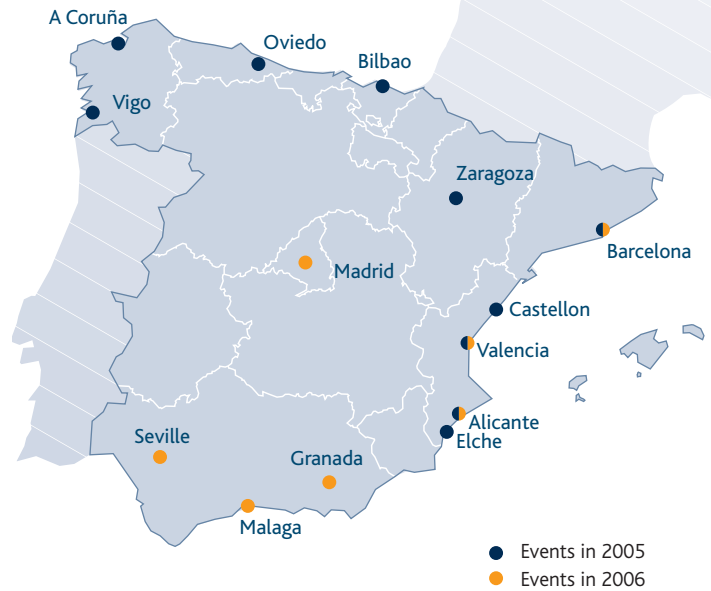 A Coruña
Oviedo
Bilbao
Vigo
Zaragoza
Barcelona
Madrid
Castellon
Valencia
Alicante
Elche
Seville
Granada
Malaga
Events in 2005
Events in 2006